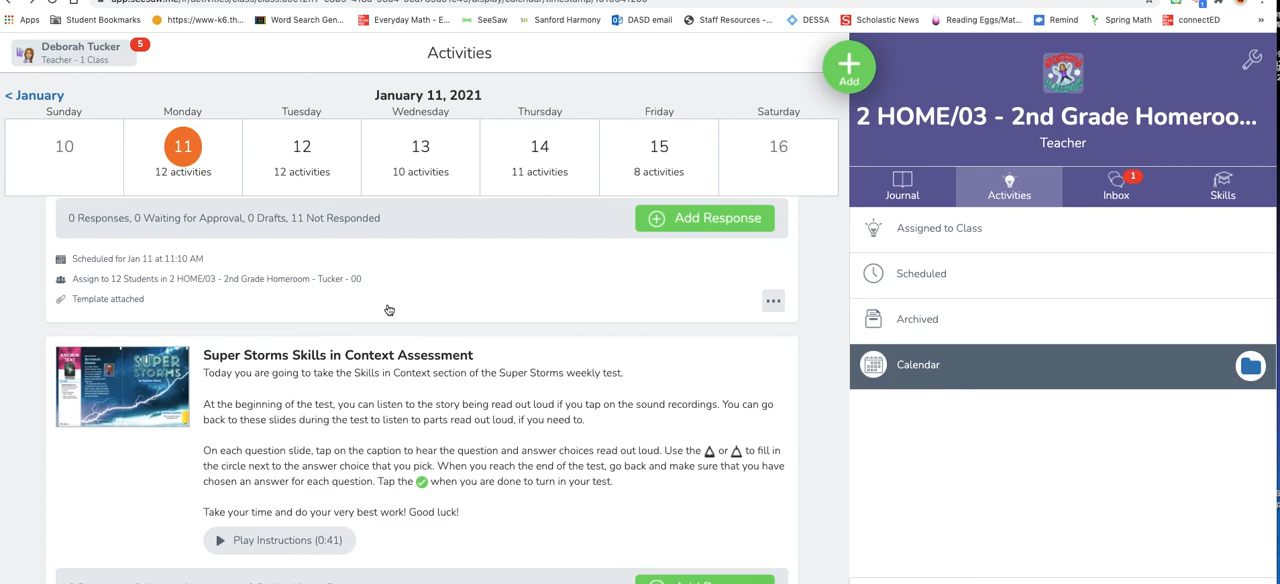 Apps
Student Bookmarks
https://www-k6.th...
Word Search Gen...
Everyday Math - E...
SeeSaw
Sanford Harmony
DASD email
Staff Resources -...
DESSA
Scholastic News
Reading Eggs/Mat...
Remind
Spring Math
connectED
»
Deborah Tucker
5
Teacher - 1 Class
Activities
Add
< January
January 11, 2021
Sunday Monday Tuesday Wednesday Thursday Friday Saturday
10 11 12 13 14 15 16
12 activities 12 activities 10 activities 11 activities 8 activities
0 Responses, 0 Waiting for Approval, 0 Drafts, 11 Not Responded
Add Response
Scheduled for Jan 11 at 11:10 AM
Assign to 12 Students in 2 HOME/03 - 2nd Grade Homeroom - Tucker - 00
Template attached
SUPER
STORMS
Super Storms Skills in Context Assessment
Today you are going to take the Skills in Context section of the Super Storms weekly test.
At the beginning of the test, you can listen to the story being read out loud if you tap on the sound recordings. You can go
back to these slides during the test to listen to parts read out loud, if you need to.
On each question slide, tap on the caption to hear the question and answer choices read out loud. Use the or to fill in
the circle next to the answer choice that you pick. When you reach the end of the test, go back and make sure that you have
chosen an answer for each question. Tap the when you are done to turn in your test.
Take your time and do your very best work! Good luck!
Play Instructions (0:41)
2 HOME/03 - 2nd Grade Homeroo...
Teacher
Journal
Activities
Inbox
1
Skills
Assigned to Class
Scheduled
Archived
Calendar